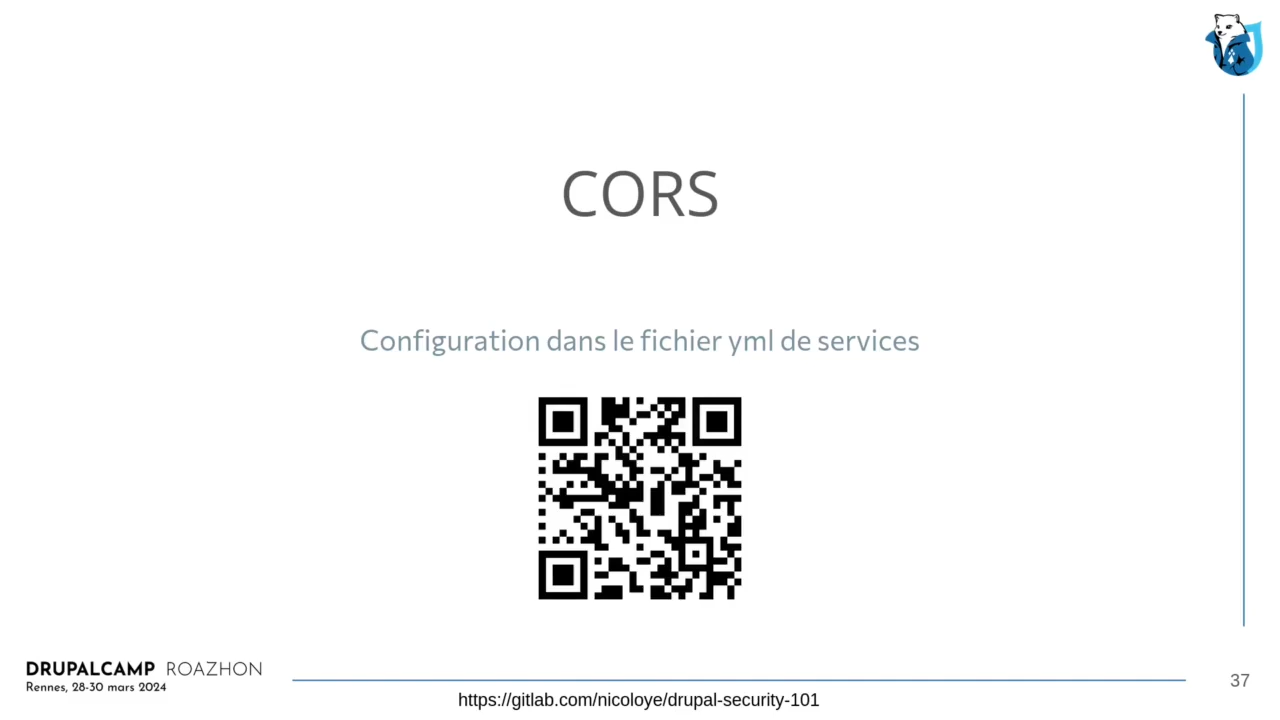 CORS
Configuration dans le fichier yml de services
DRUPALCAMP ROAZHON
Rennes, 28-30 mars 2024
https://gitlab.com/nicoloye/drupal-security-101
37